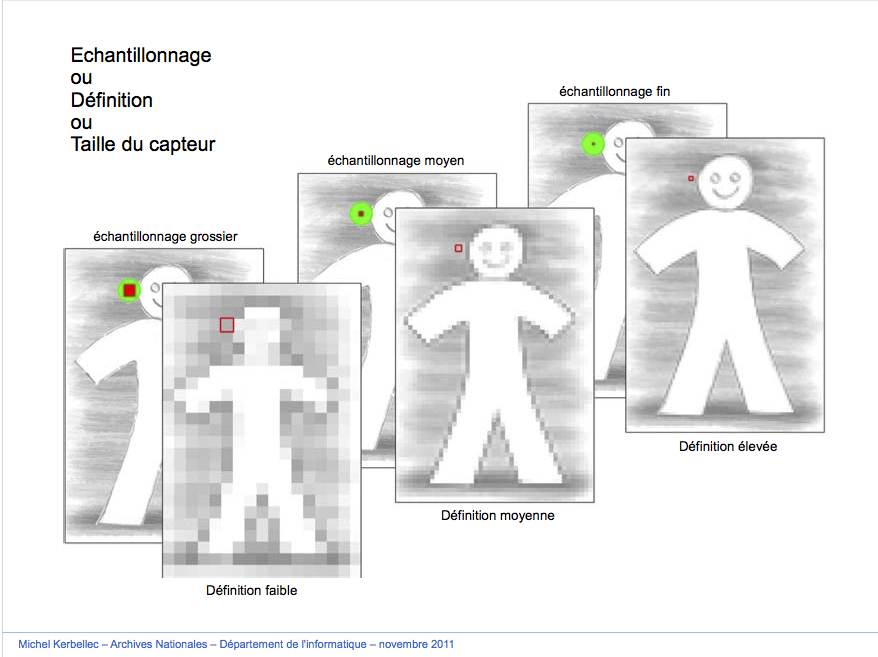 Echantillonnage
ou
Définition
ou
Taille du capteur
échantillonnage fin
échantillonnage moyen
échantillonnage grossier
Définition élevée
Définition moyenne
Définition faible
Michel Kerbellec – Archives Nationales – Département de l'informatique – novembre 2011